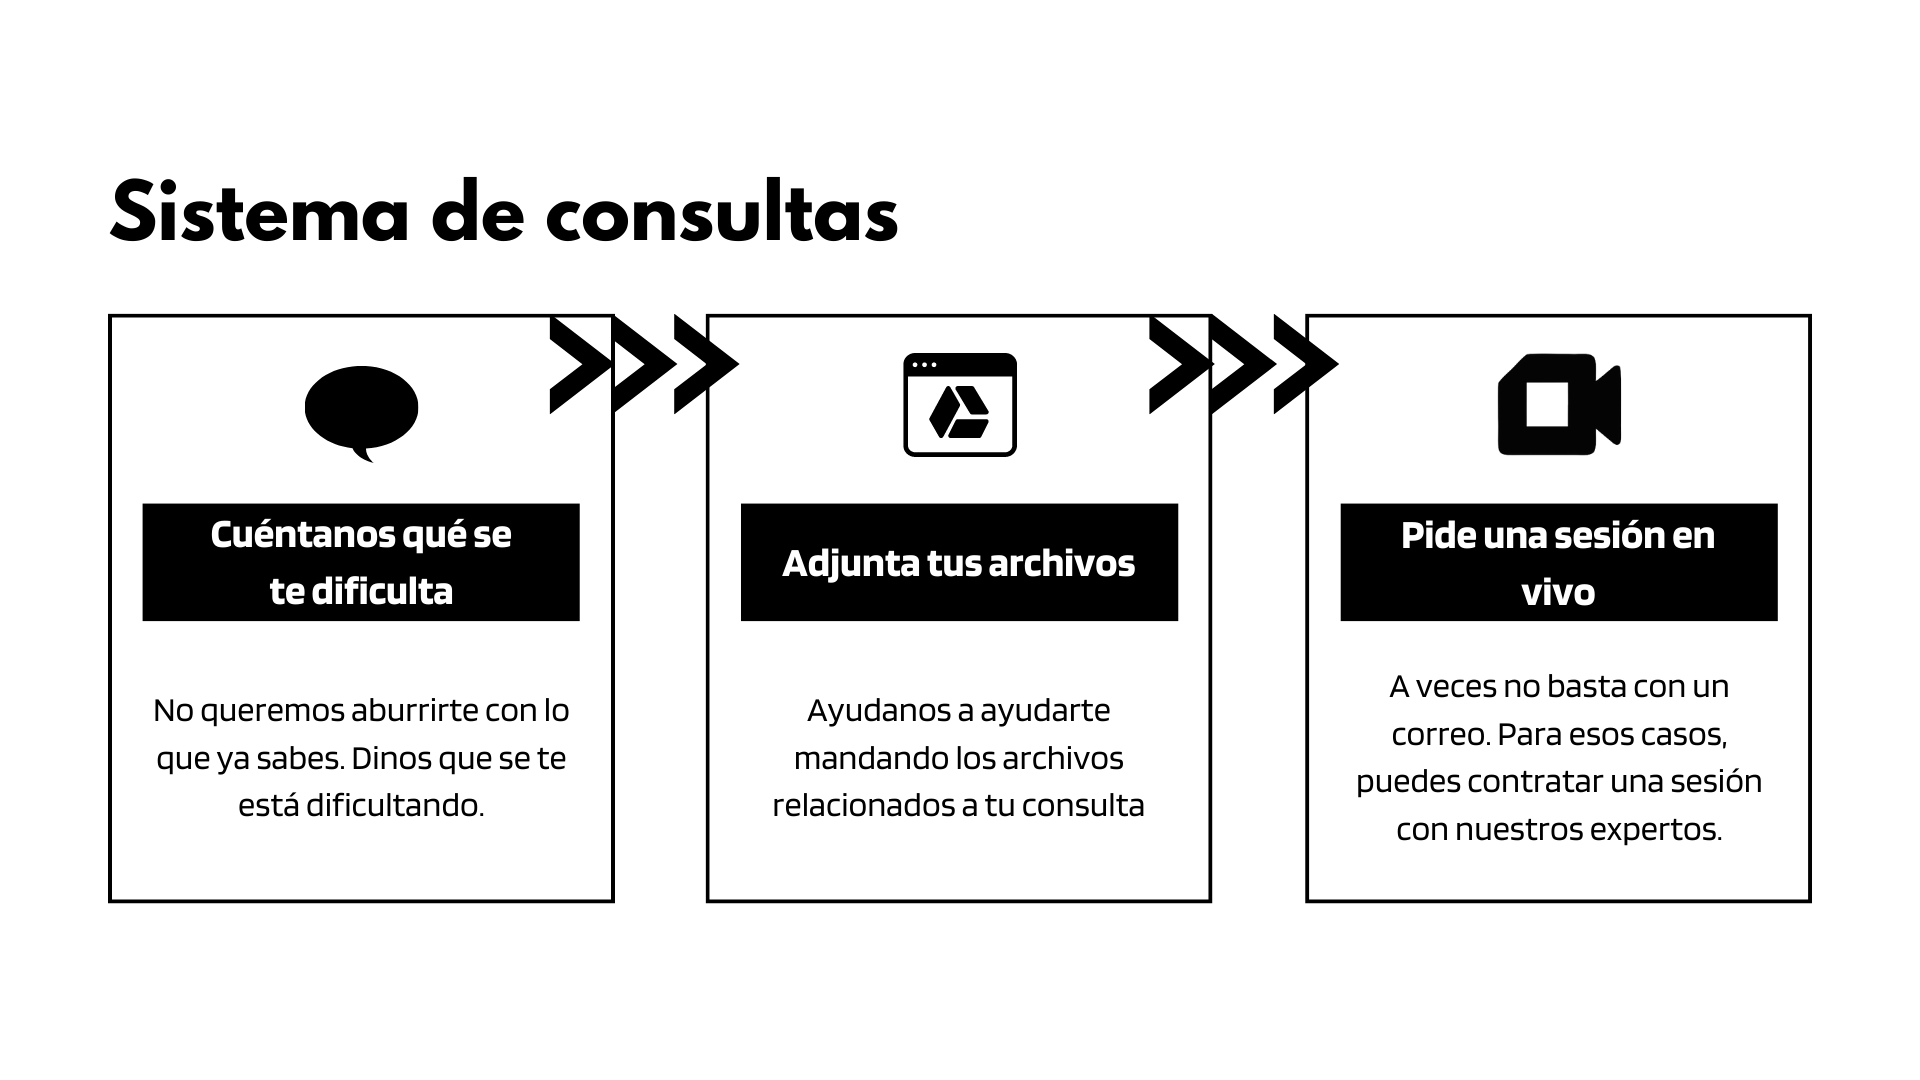 Sistema de consultas
Cuéntanos qué se
te dificulta
No queremos aburrirte con lo
que ya sabes. Dinos que se te
está dificultando.
Adjunta tus archivos
Ayudanos a ayudarte
mandando los archivos
relacionados a tu consulta
Pide una sesión en
vivo
A veces no basta con un
correo. Para esos casos,
puedes contratar una sesión
con nuestros expertos.